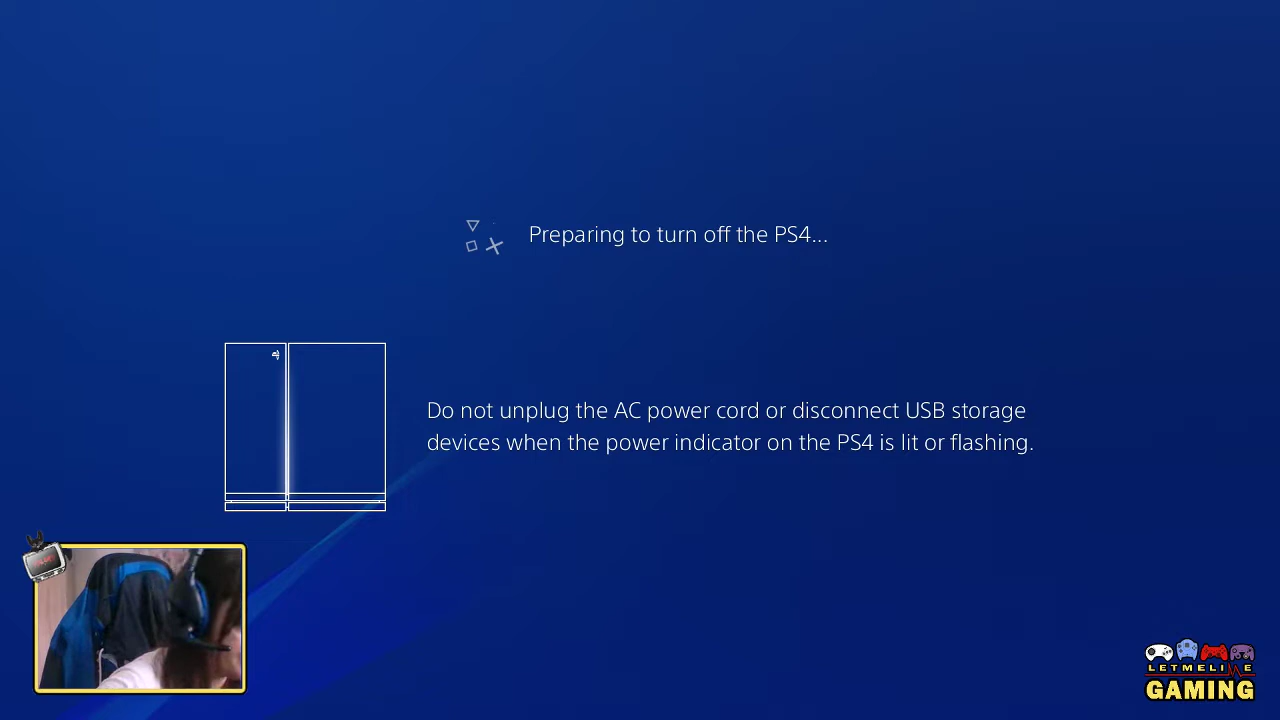 Preparing to turn off the PS4...
Do not unplug the AC power cord or disconnect USB storage
devices when the power indicator on the PS4 is lit or flashing.
LETMELIVE
GAMING